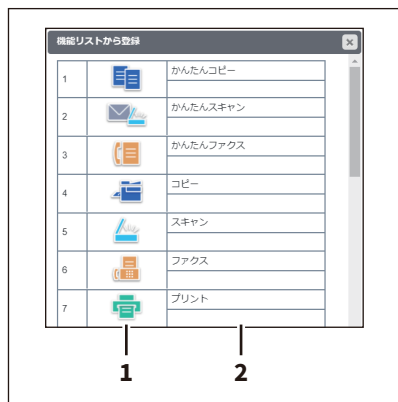 機能リストから登録
1 かんたんコピー
2 かんたんスキャン
3 かんたんファクス
4 コピー
5 スキャン
6 ファクス
7 プリント
1 2